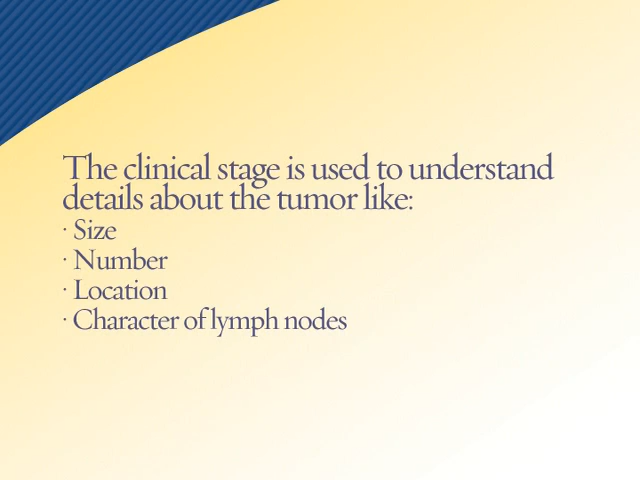 The clinical stage is used to understand
details about the tumor like:
· Size
· Number
· Location
· Character of lymph nodes